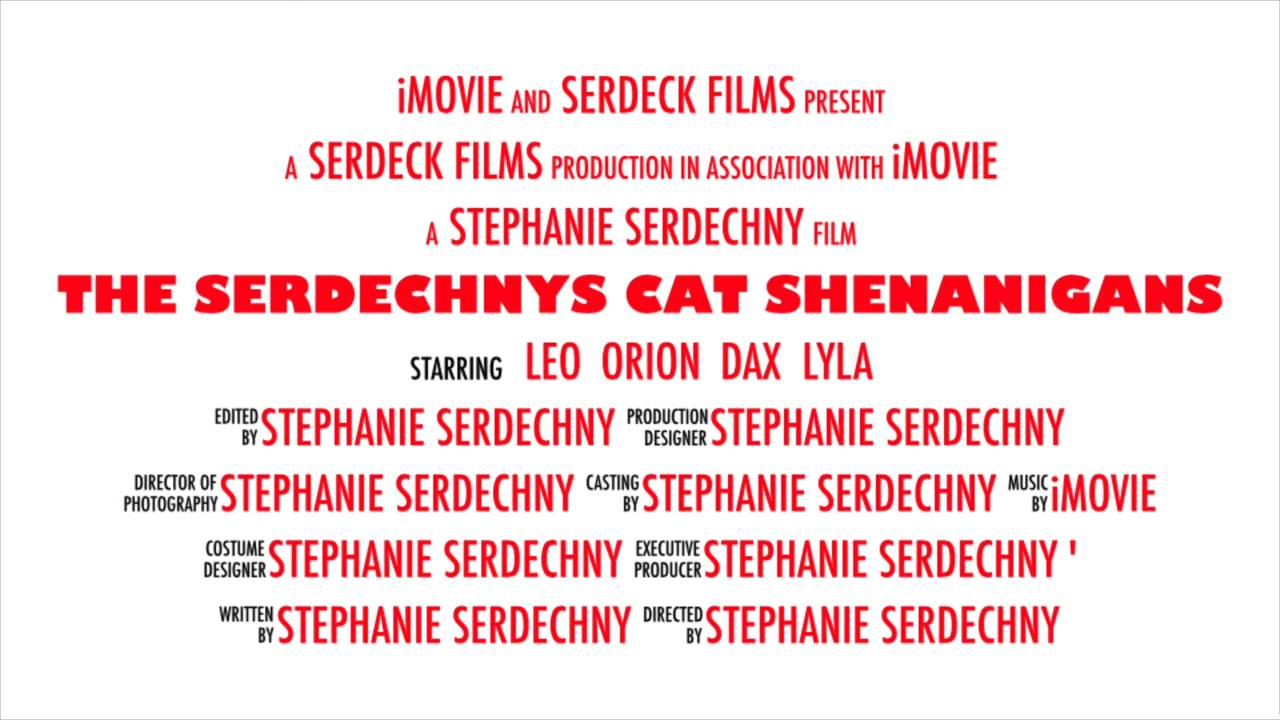 iMOVIE AND SERDECK FILMS PRESENT
A SERDECK FILMS PRODUCTION IN ASSOCIATION WITH iMOVIE
A STEPHANIE SERDECHNY FILM
THE SERDECHNYS CAT SHENANIGANS
STARRING LEO ORION DAX LYLA
EDITED BY STEPHANIE SERDECHNY PRODUCTION DESIGNER STEPHANIE SERDECHNY
DIRECTOR OF PHOTOGRAPHY STEPHANIE SERDECHNY CASTING BY STEPHANIE SERDECHNY MUSIC BY iMOVIE
COSTUME DESIGNER STEPHANIE SERDECHNY EXECUTIVE PRODUCER STEPHANIE SERDECHNY '
WRITTEN BY STEPHANIE SERDECHNY DIRECTED BY STEPHANIE SERDECHNY